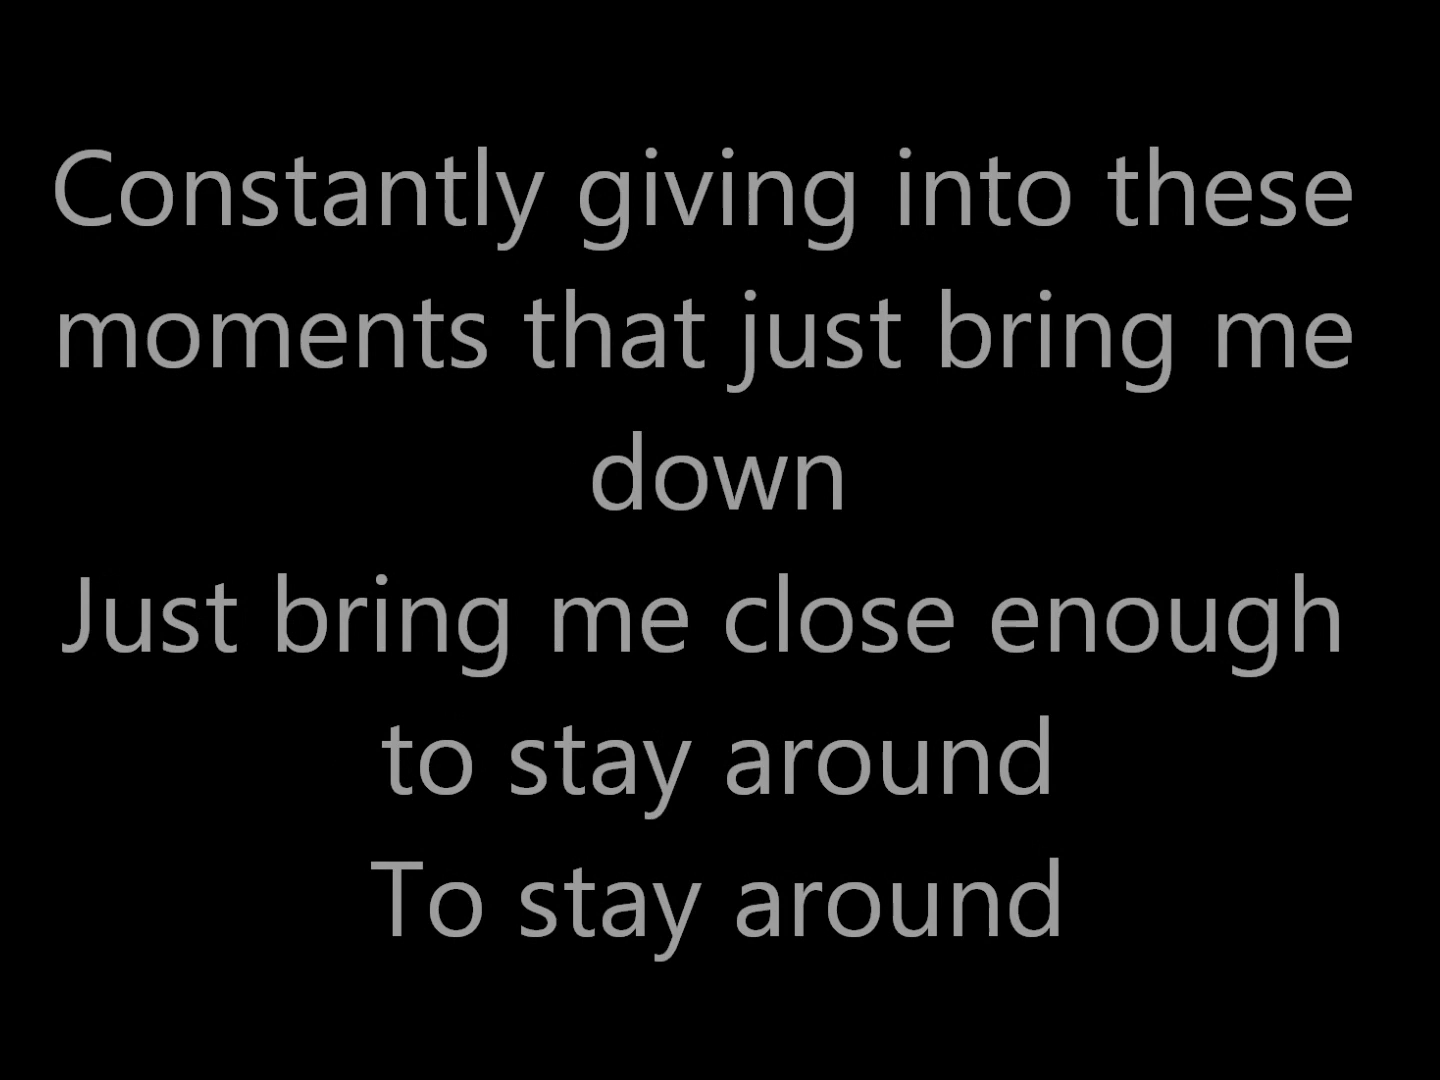 Constantly giving into these
moments that just bring me
down
Just bring me close enough
to stay around
To stay around